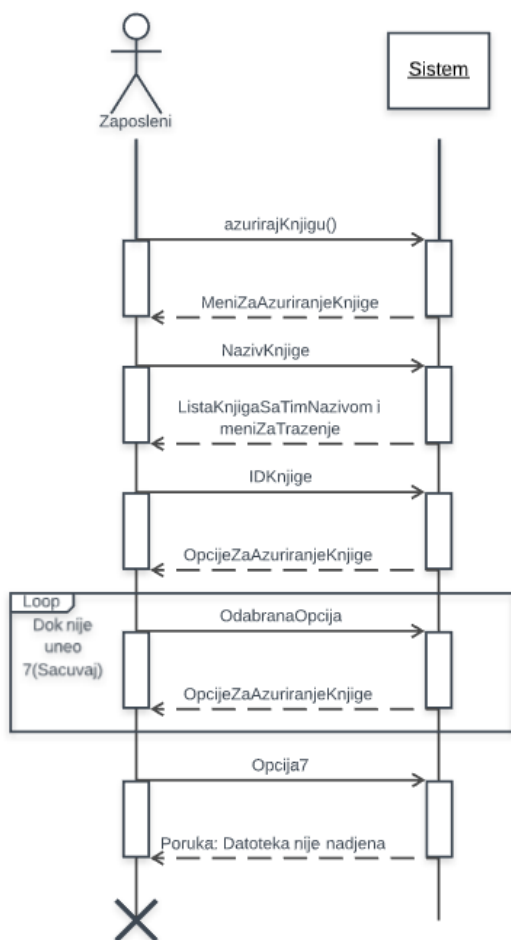 Zaposleni
Sistem
azurirajKnjigu()
MeniZaAzuriranjeKnjige
NazivKnjige
ListaKnjigaSaTimNazivom i
meniZaTrazenje
IDKnjige
OpcijeZaAzuriranjeKnjige
Loop
Dok nije
uneo
7(Sacuvaj)
OdabranaOpcija
OpcijeZaAzuriranjeKnjige
Opcija7
Poruka: Datoteka nije nadjena